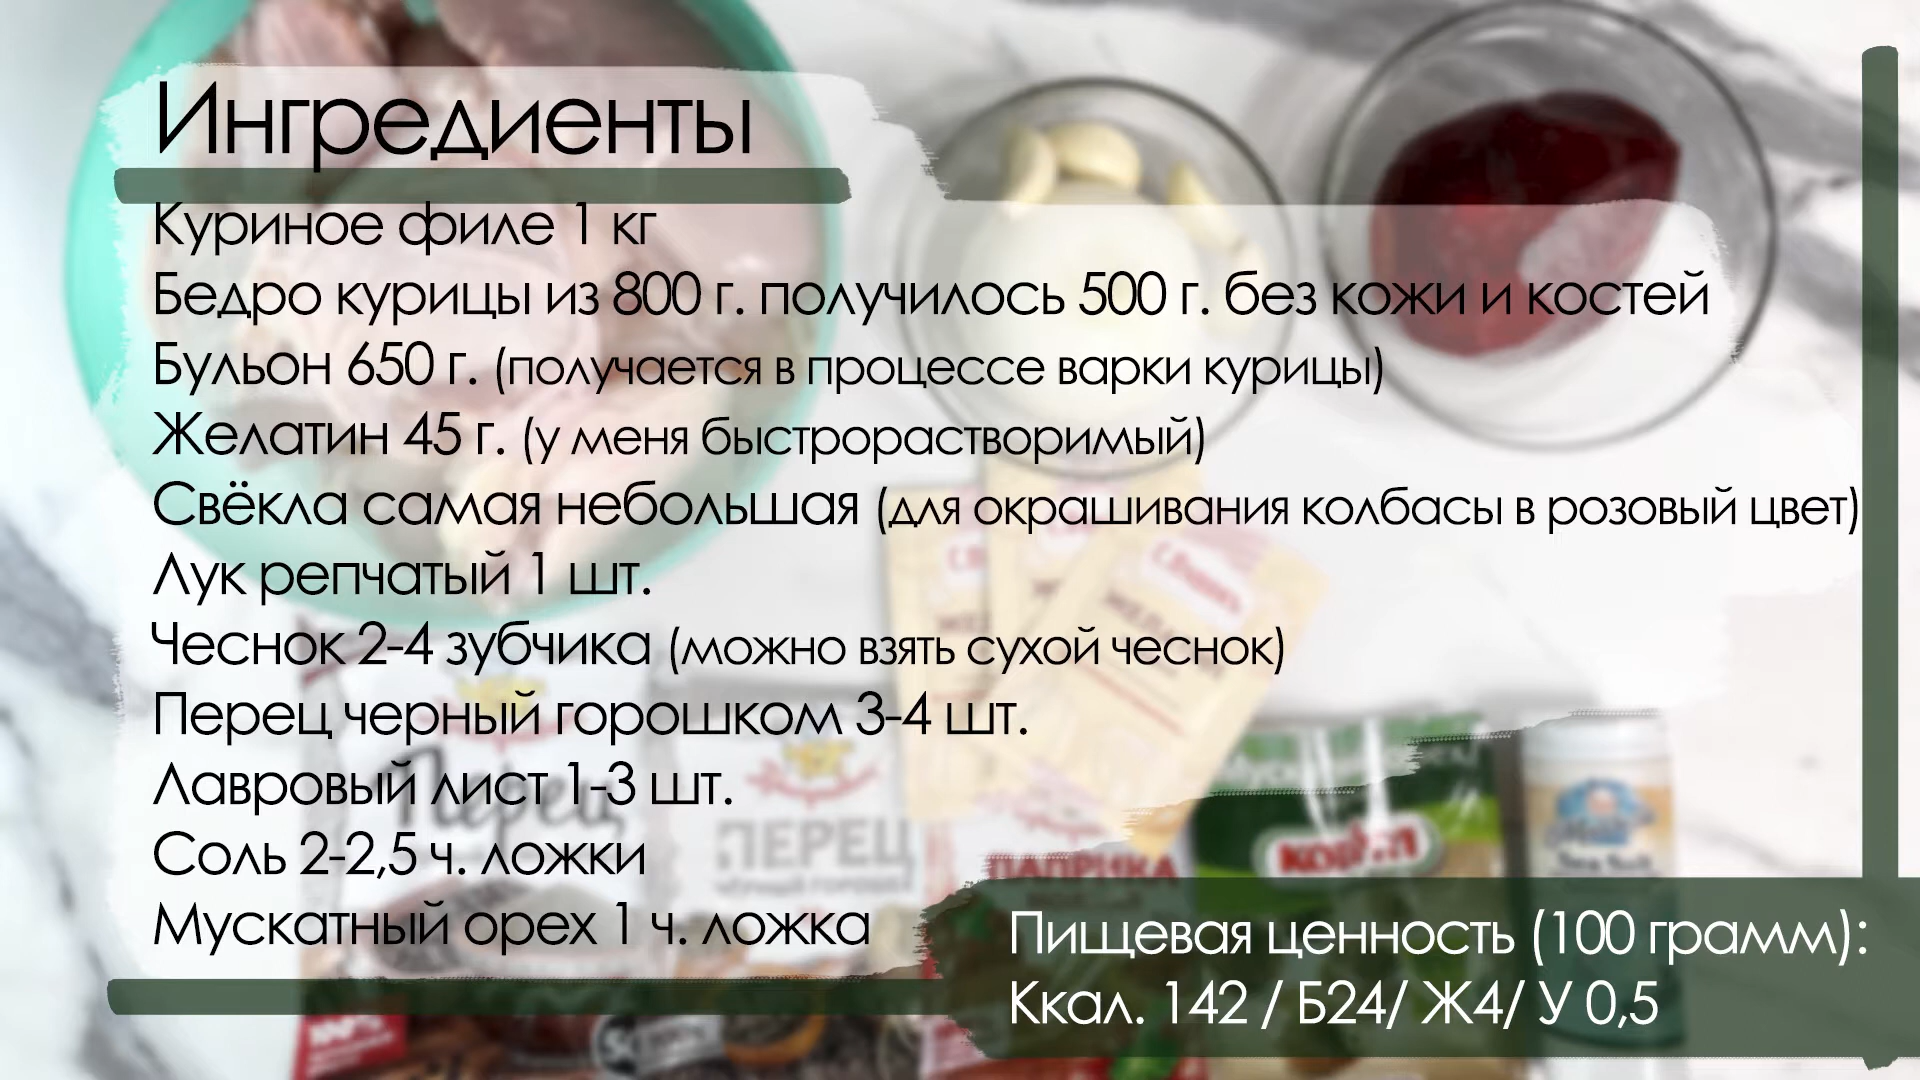 Ингредиенты
Куриное филе 1 кг
Бедро курицы из 800 г. получилось 500 г. без кожи и костей
Бульон 650 г. (получается в процессе варки курицы)
Желатин 45 г. (у меня быстрорастворимый)
Свёкла самая небольшая (для окрашивания колбасы в розовый цвет)
Лук репчатый 1 шт.
Чеснок 2-4 зубчика (можно взять сухой чеснок)
Перец черный горошком 3-4 шт.
Лавровый лист 1-3 шт.
Соль 2-2,5 ч. ложки
Мускатный орех 1 ч. ложка
Пищевая ценность (100 грамм):
Ккал. 142 / Б24/ Ж4/ У 0,5
Перец
ПЕРЕЦ
ПАПРИКА